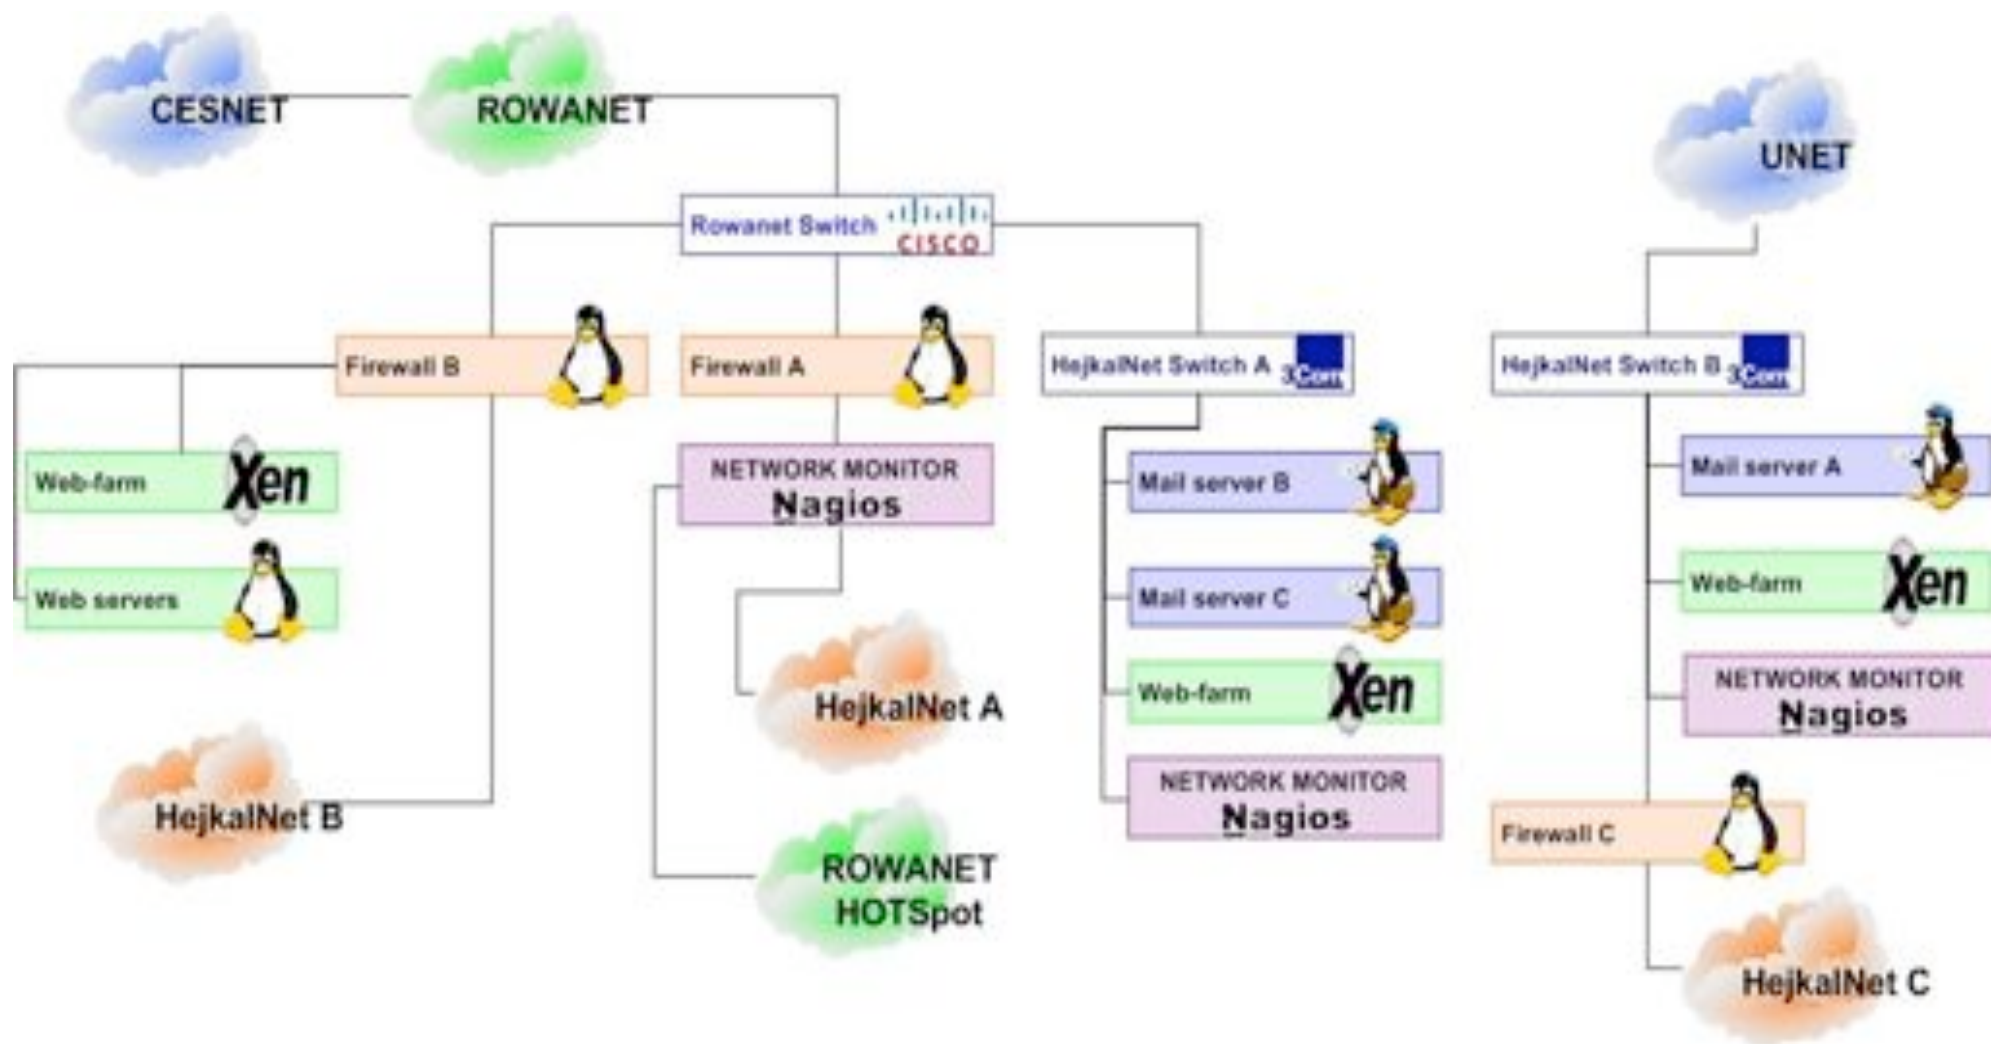 CESNET
ROWANET
UNET
Rowanet Switch
CISCO
Firewall B
Firewall A
HejkalNet Switch A
3Com
HejkalNet Switch B
3Com
Web-farm
Xen
NETWORK MONITOR
Nagios
Mail server B
Mail server A
Web servers
Mail server C
Web-farm
Xen
HejkalNet A
Web-farm
Xen
NETWORK MONITOR
Nagios
HejkalNet B
NETWORK MONITOR
Nagios
Firewall C
ROWANET
HOTSpot
HejkalNet C